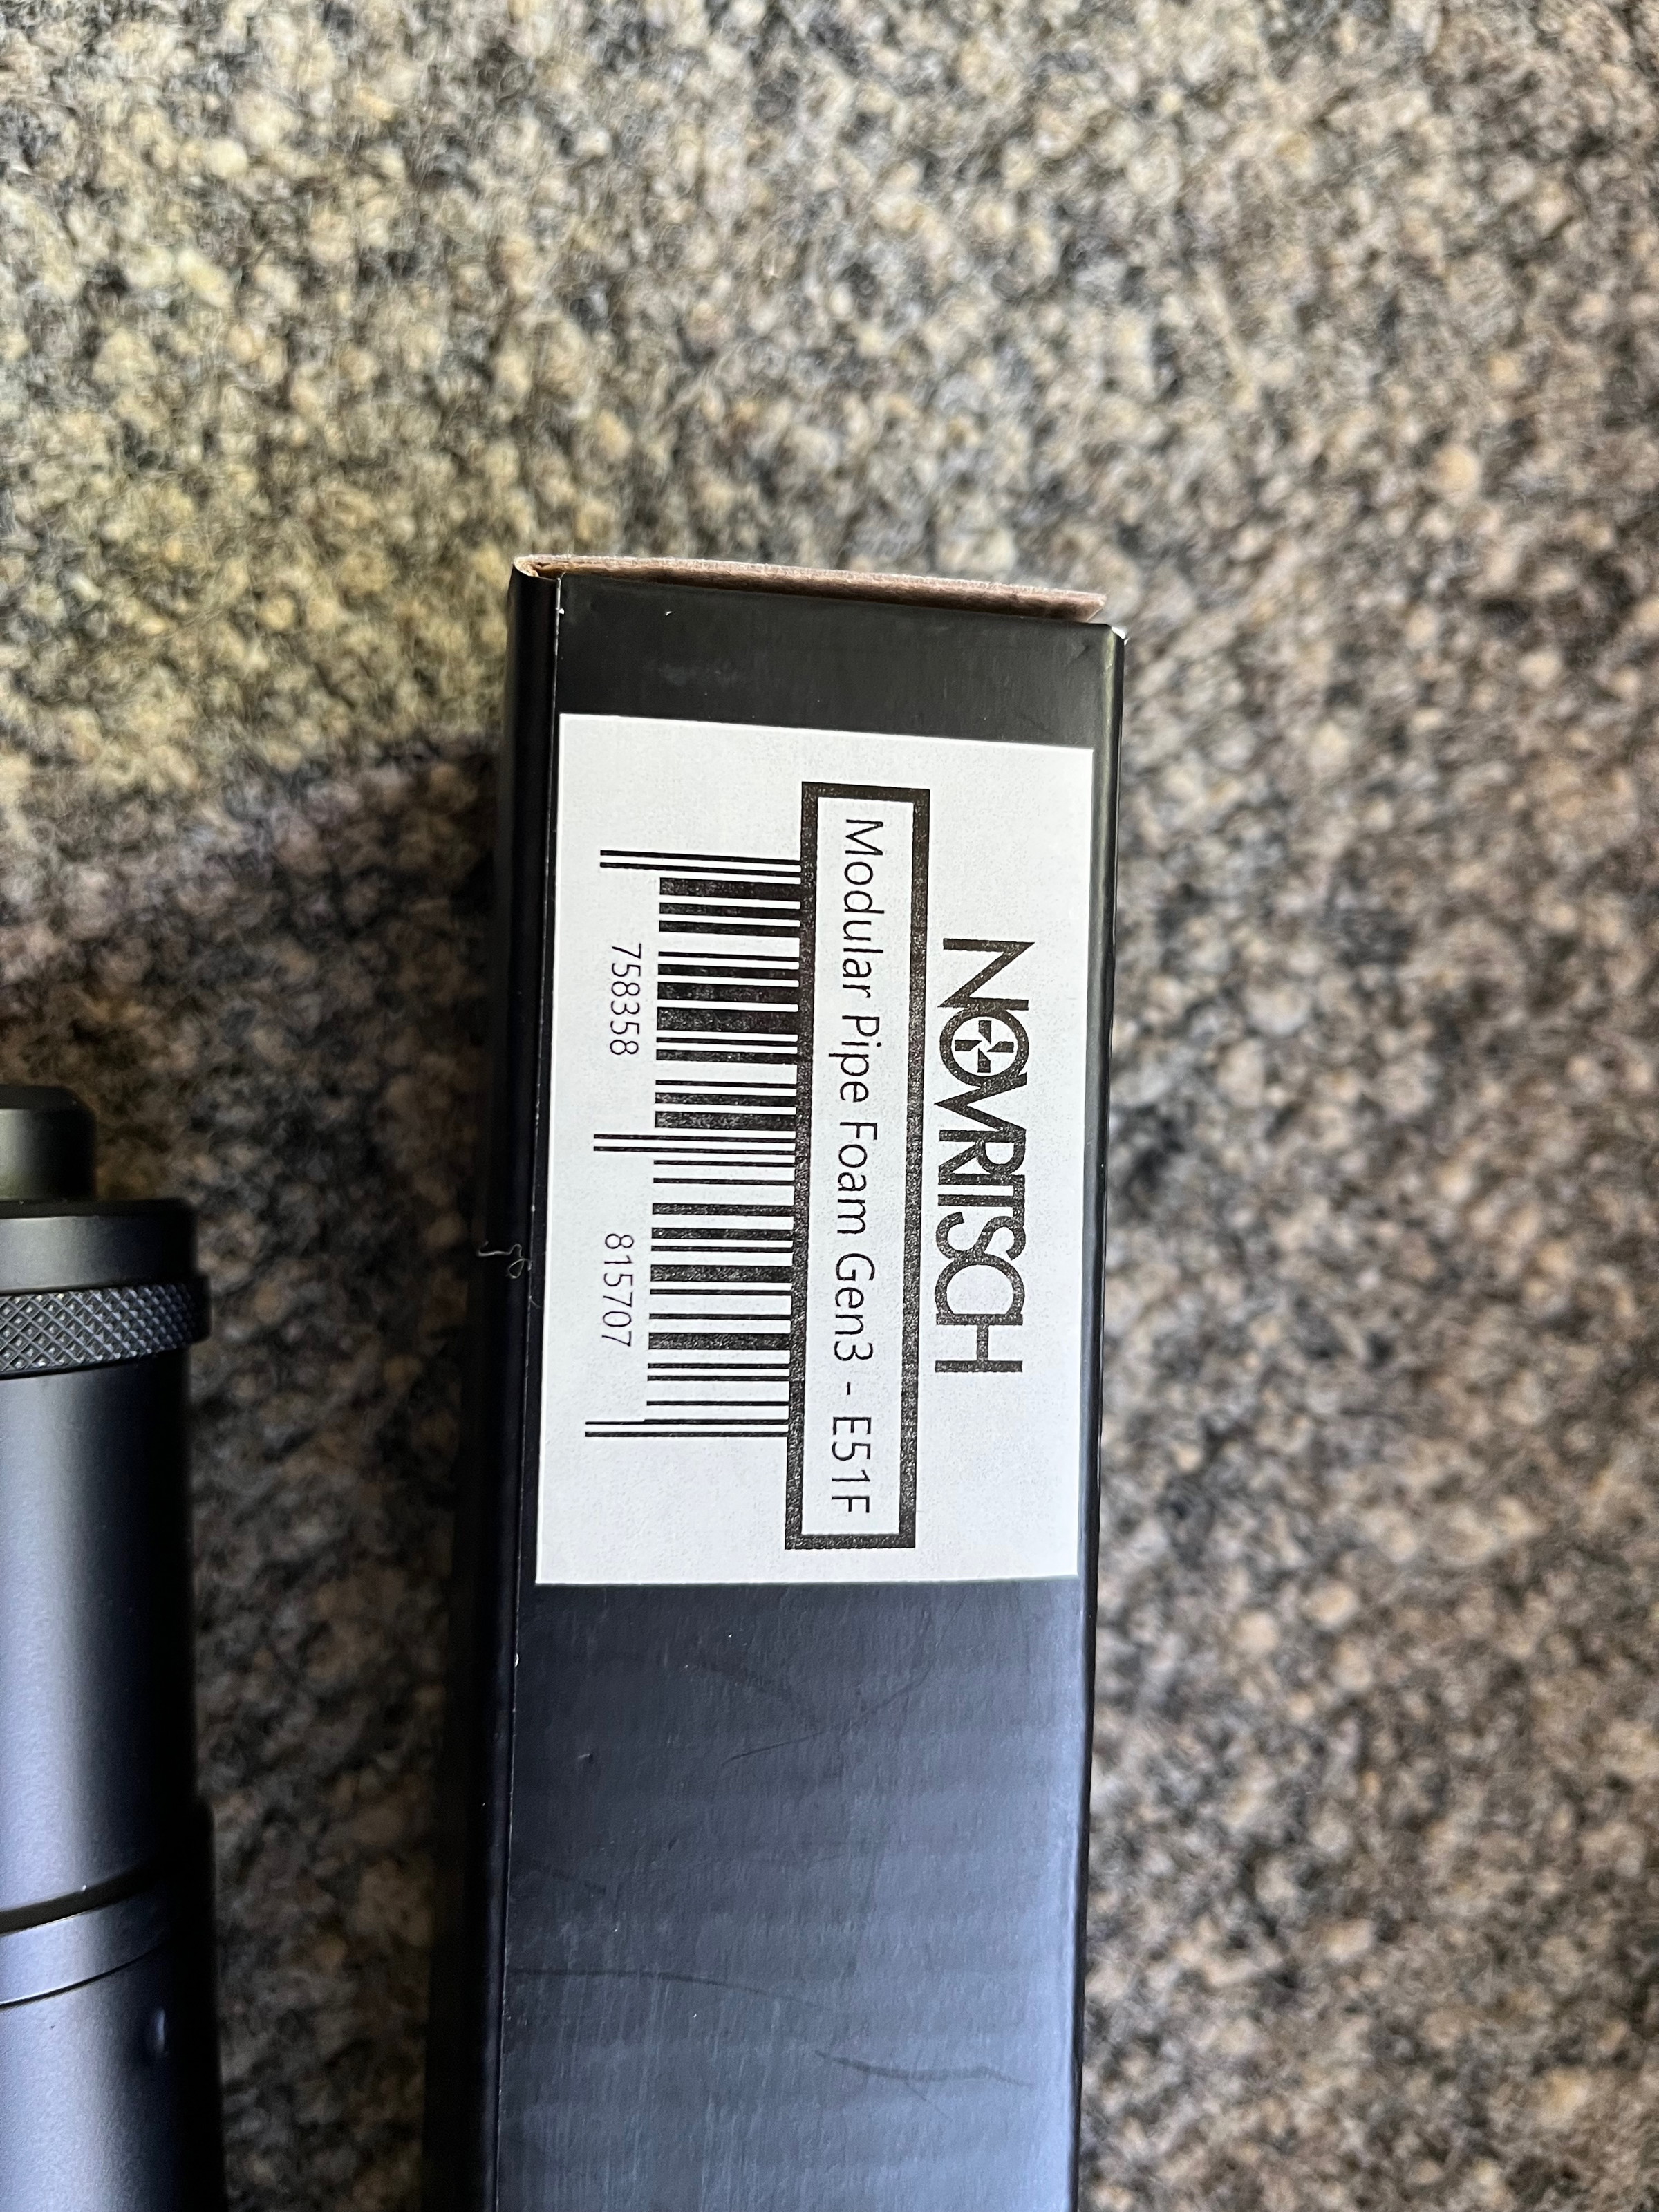 NOVRITSCH
Modular Pipe Foam Gen3 - E51F
758358 815707